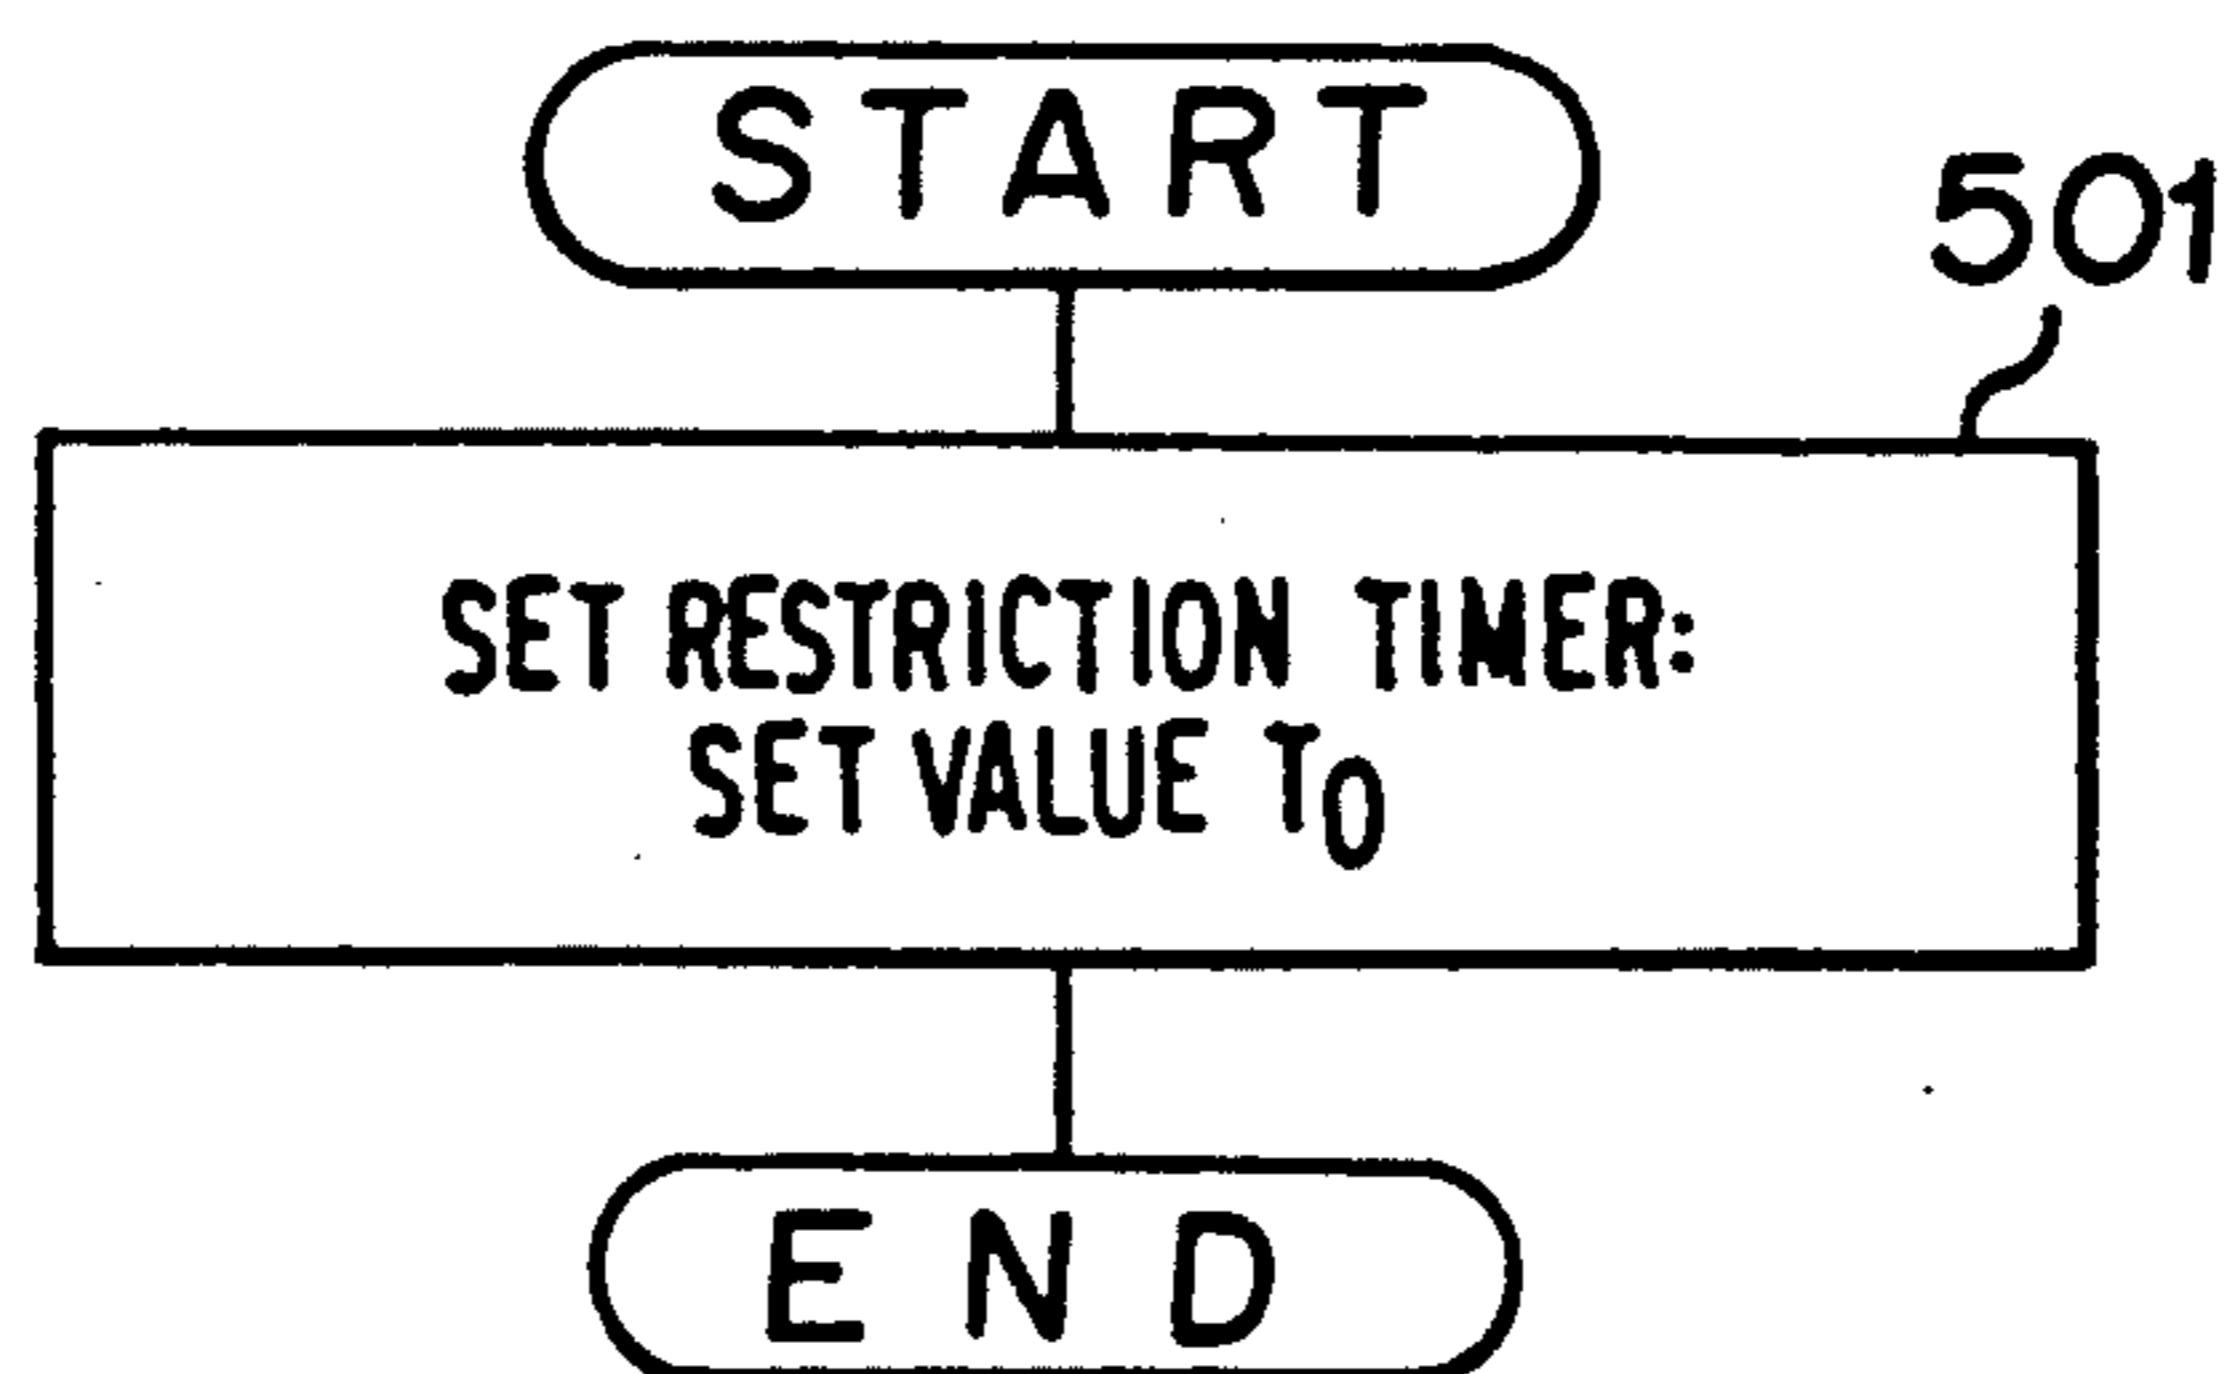 START
501
SET RESTRICTION TIMER:
SET VALUE T₀
END